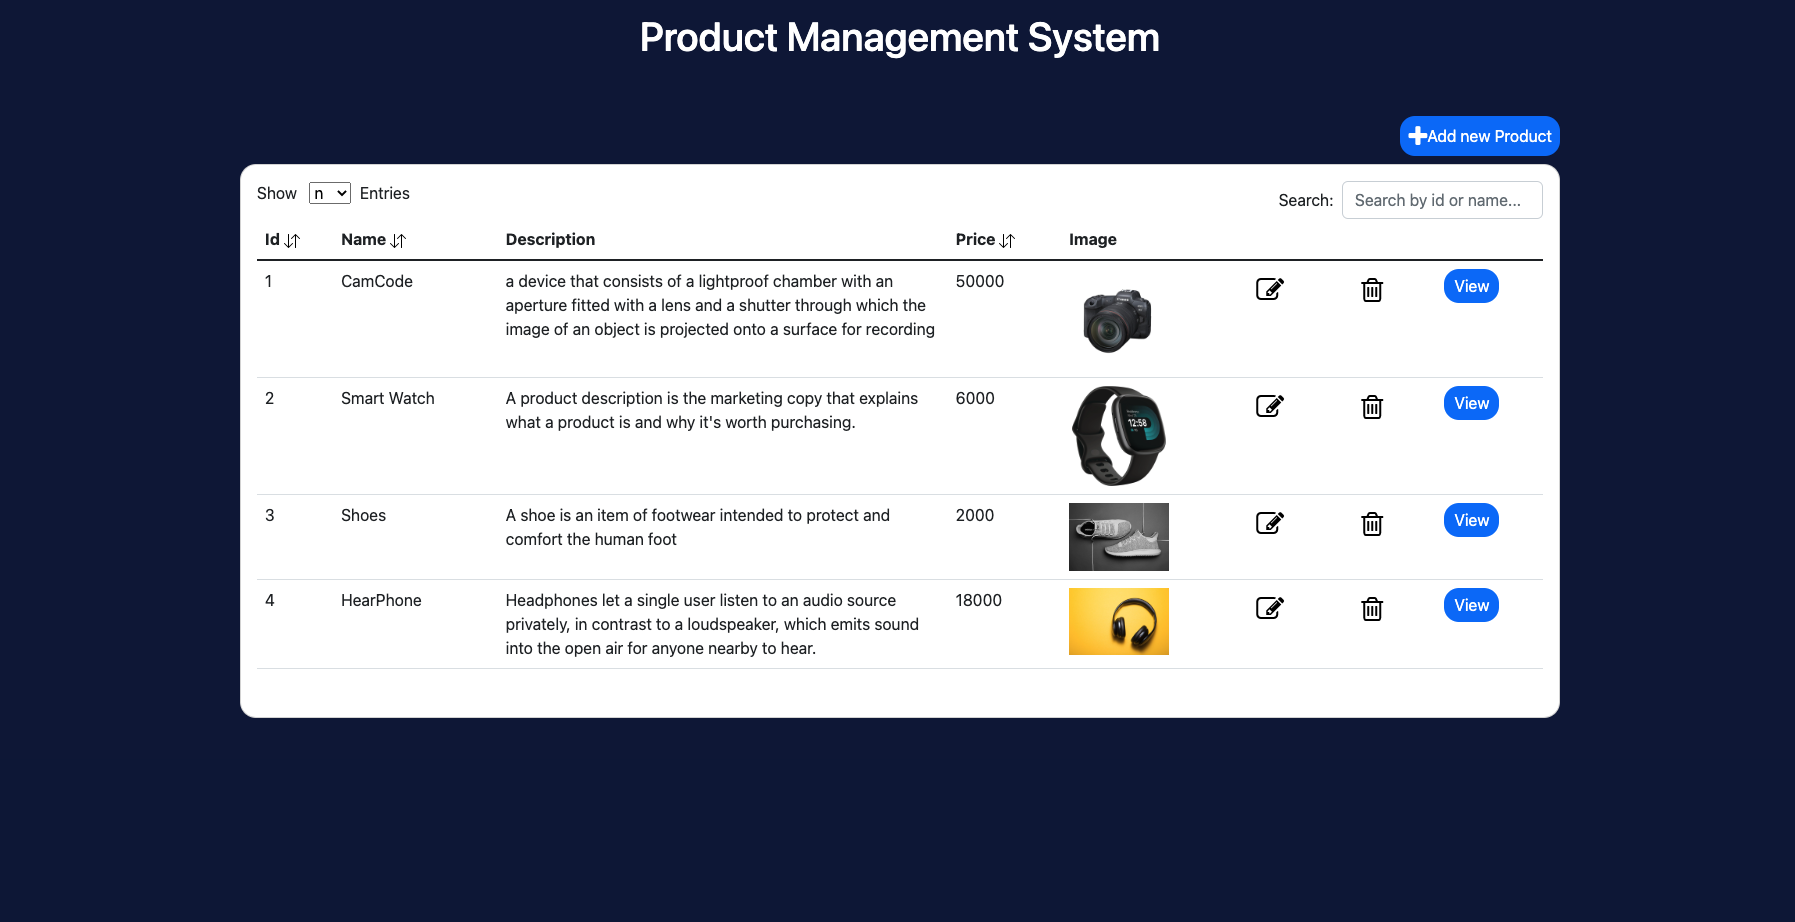 Product Management System
Add new Product
Show n Entries
Search: Search by id or name...
Id Name Description Price Image
1 CamCode a device that consists of a lightproof chamber with an 50000 View
aperture fitted with a lens and a shutter through which the
image of an object is projected onto a surface for recording
2 Smart Watch A product description is the marketing copy that explains 6000 View
what a product is and why it's worth purchasing.
12:58
3 Shoes A shoe is an item of footwear intended to protect and 2000 View
comfort the human foot
4 HearPhone Headphones let a single user listen to an audio source 18000 View
privately, in contrast to a loudspeaker, which emits sound
into the open air for anyone nearby to hear.